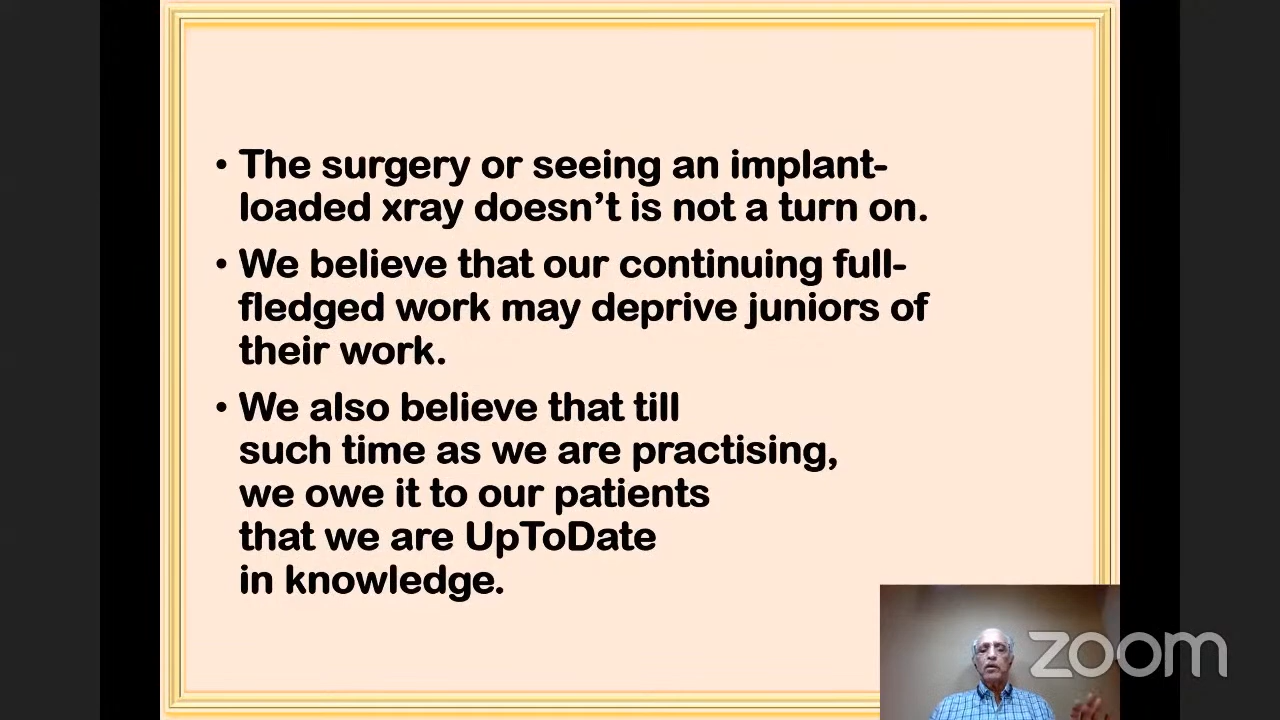 • The surgery or seeing an implant-
loaded xray doesn’t is not a turn on.
• We believe that our continuing full-
fledged work may deprive juniors of
their work.
• We also believe that till
such time as we are practising,
we owe it to our patients
that we are UpToDate
in knowledge.
zoom